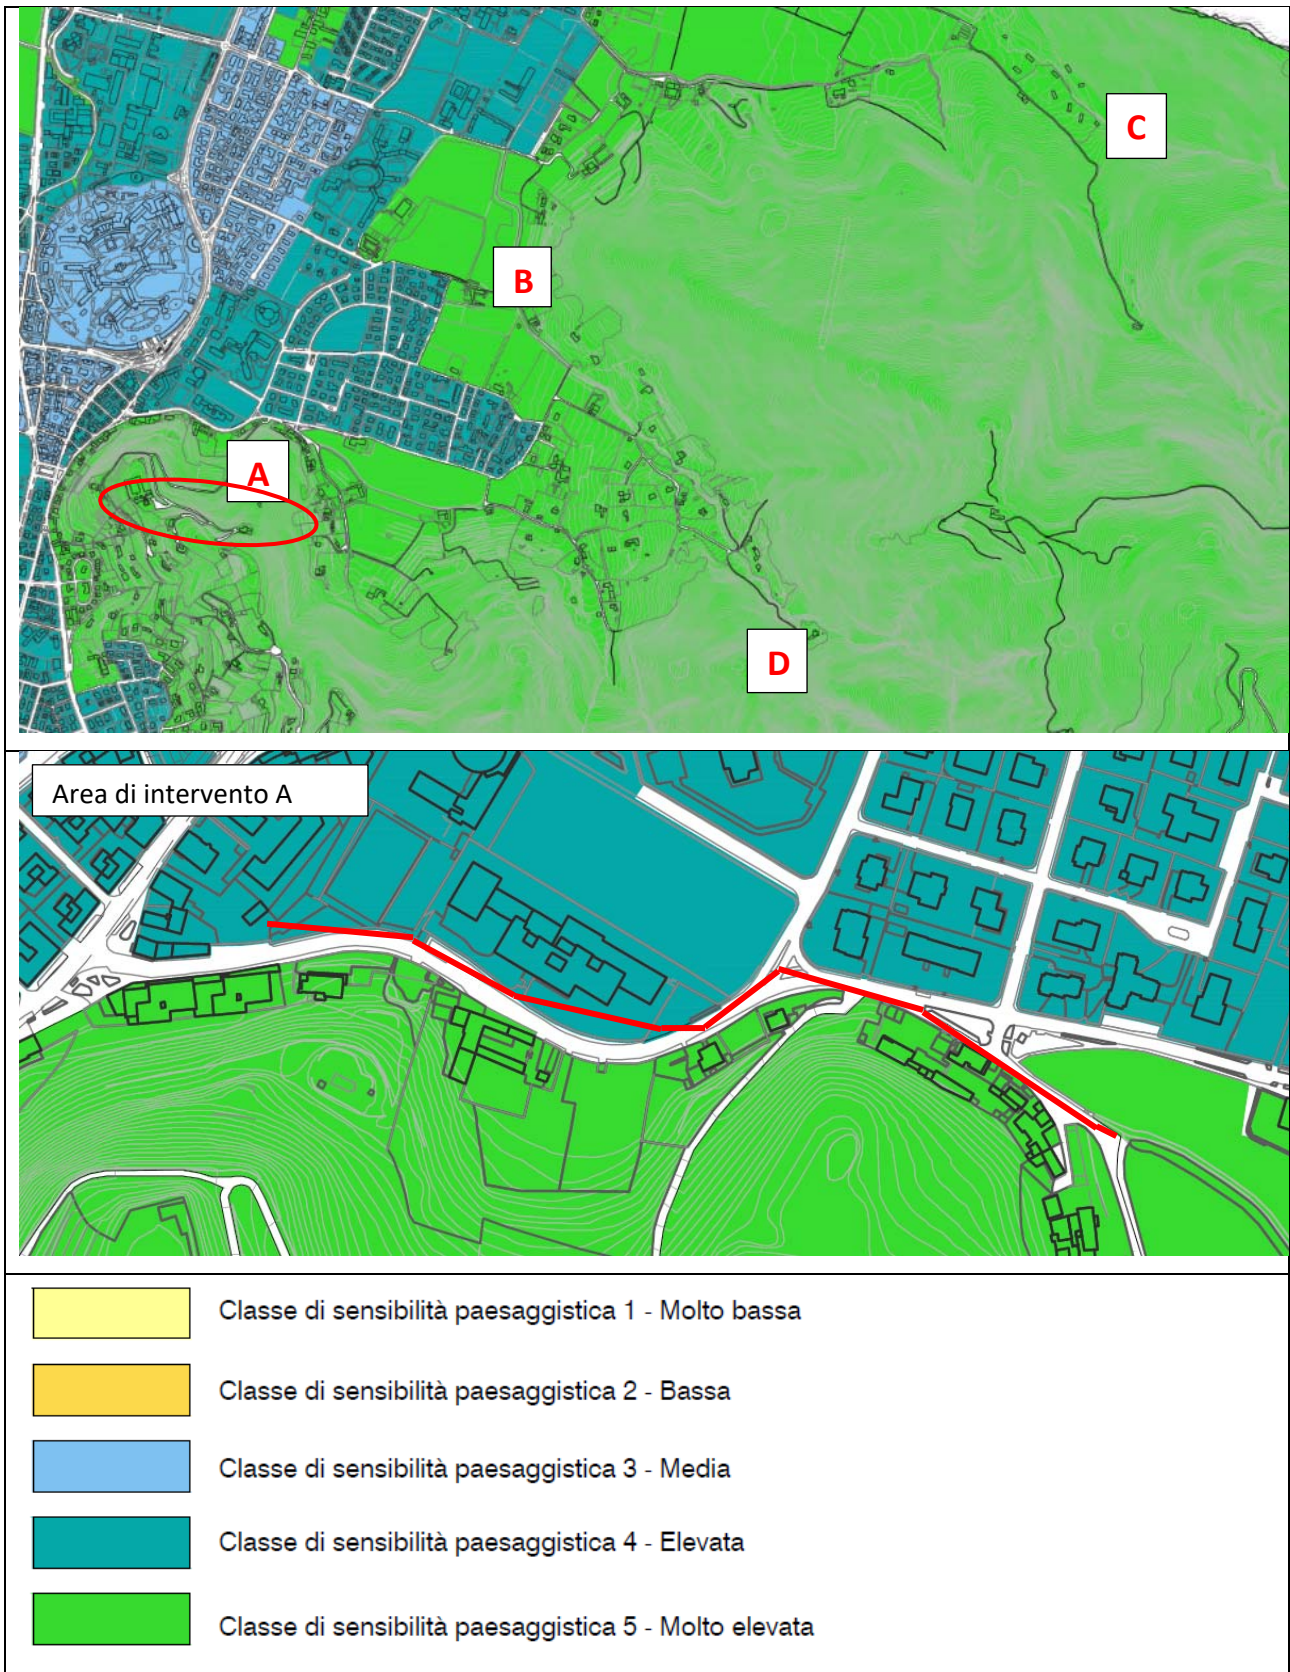 C
B
A
D
Area di intervento A
Classe di sensibilità paesaggistica 1 - Molto bassa
Classe di sensibilità paesaggistica 2 - Bassa
Classe di sensibilità paesaggistica 3 - Media
Classe di sensibilità paesaggistica 4 - Elevata
Classe di sensibilità paesaggistica 5 - Molto elevata